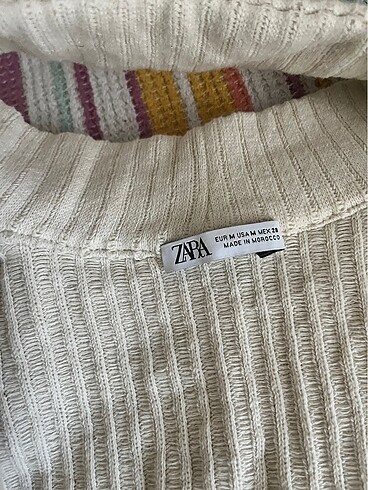 ZARA
EUR M USA M MEX 28
MADE IN MOROCCO